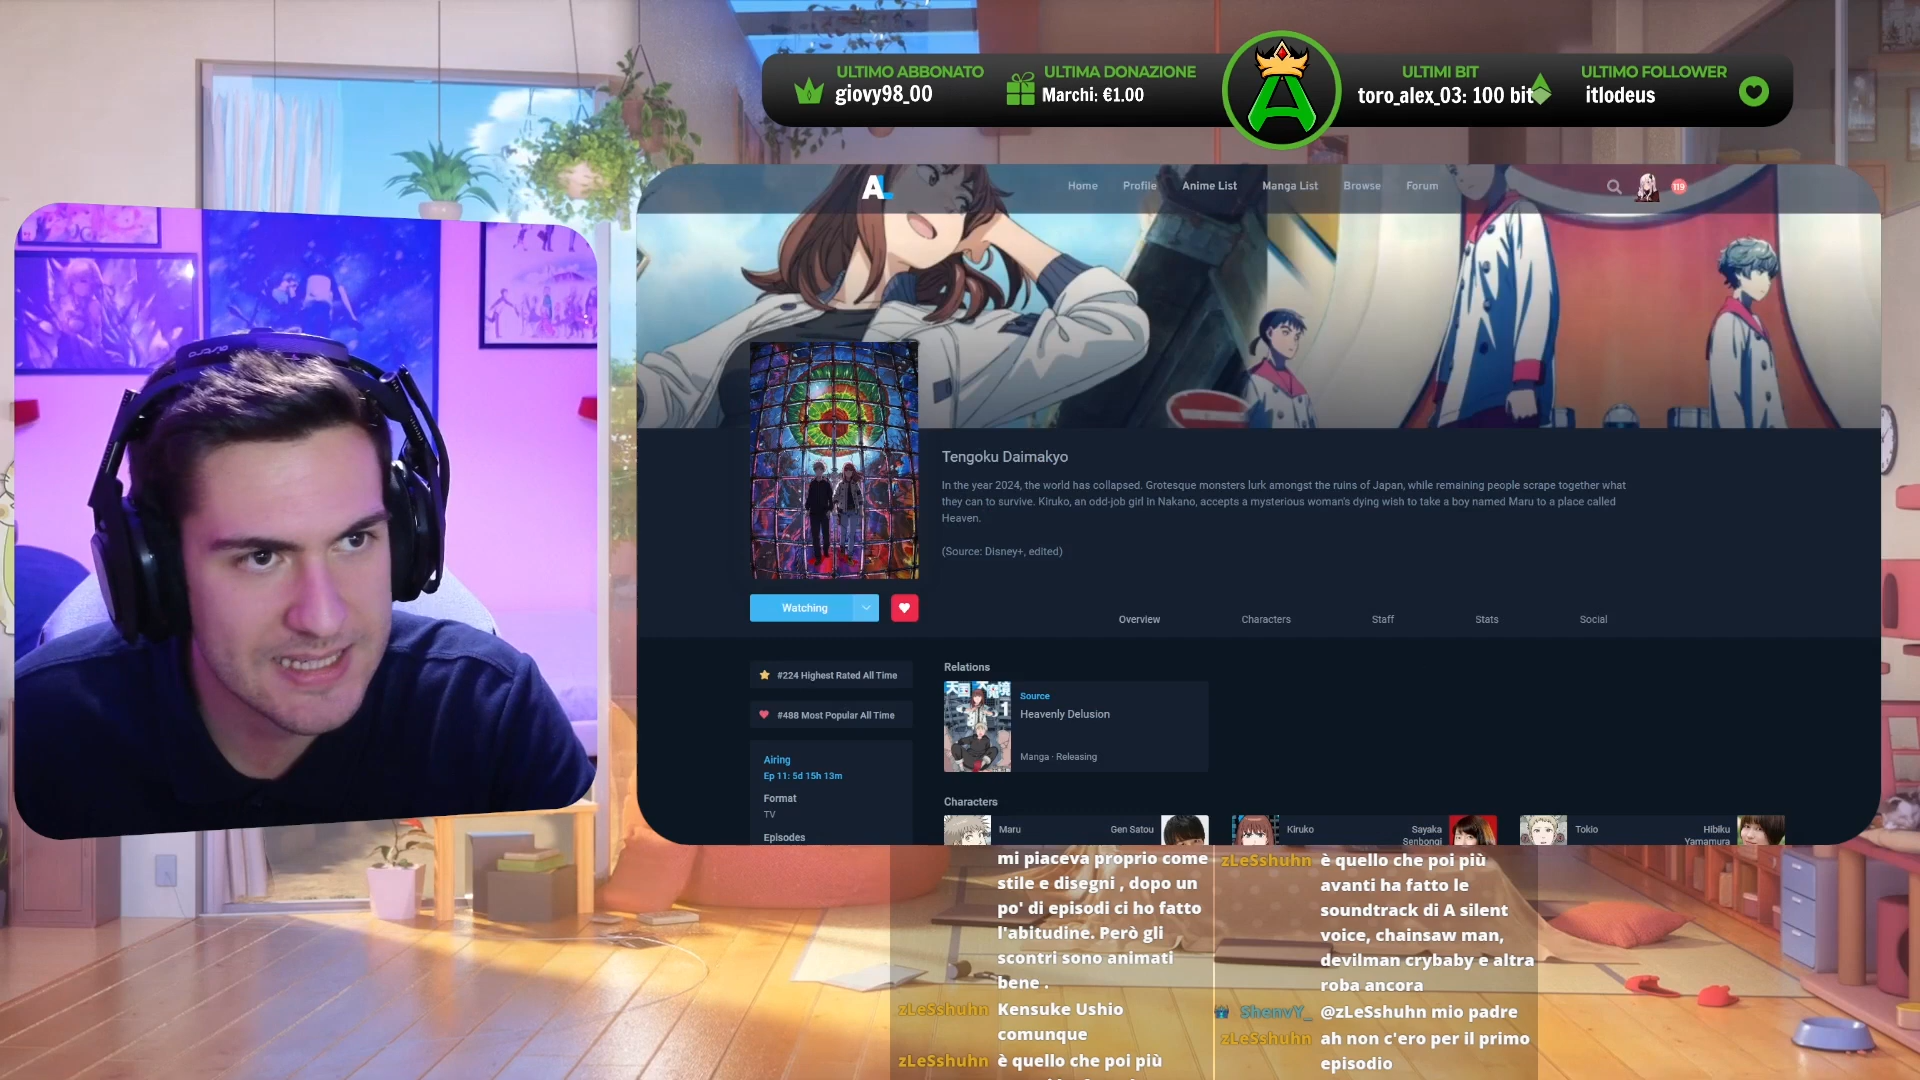 ULTIMO ABBONATO
giovy98_00
ULTIMA DONAZIONE
Marchi: €1.00
A
ULTIMI BIT
toro_alex_03: 100 bit
ULTIMO FOLLOWER
itlodeus
AL
Home
Profile
Anime List
Manga List
Browse
Forum
119
ASTRO
Tengoku Daimakyo
In the year 2024, the world has collapsed. Grotesque monsters lurk amongst the ruins of Japan, while remaining people scrape together what
they can to survive. Kiruko, an odd-job girl in Nakano, accepts a mysterious woman's dying wish to take a boy named Maru to a place called
Heaven.
(Source: Disney+, edited)
Watching
Overview
Characters
Staff
Stats
Social
#224 Highest Rated All Time
#488 Most Popular All Time
Airing
Ep 11: 5d 15h 13m
Format
TV
Episodes
Relations
1
Source
Heavenly Delusion
Manga · Releasing
Characters
Maru
Gen Satou
Kiruko
Sayaka
Senbongi
Tokio
Hibiku
Yamamura
mi piaceva proprio come
stile e disegni , dopo un
po' di episodi ci ho fatto
l'abitudine. Però gli
scontri sono animati
bene .
zLeSshuhn Kensuke Ushio
comunque
zLeSshuhn è quello che poi più
zLeSshuhn è quello che poi più
avanti ha fatto le
soundtrack di A silent
voice, chainsaw man,
devilman crybaby e altra
roba ancora
ShenvY_ @zLeSshuhn mio padre
zLeSshuhn ah non c'ero per il primo
episodio